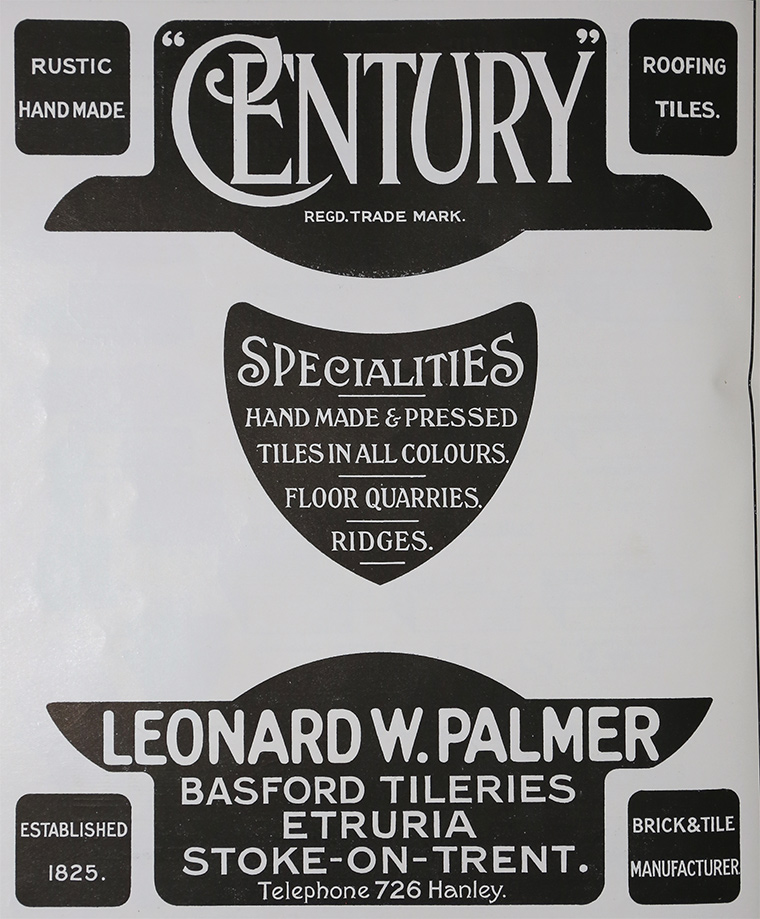 RUSTIC
HAND MADE
"CENTURY"
REGD. TRADE MARK.
ROOFING
TILES.
SPECIALITIES
HAND MADE & PRESSED
TILES IN ALL COLOURS.
FLOOR QUARRIES.
RIDGES.
LEONARD W. PALMER
BASFORD TILERIES
ETRURIA
STOKE-ON-TRENT.
Telephone 726 Hanley.
ESTABLISHED
1825.
BRICK & TILE
MANUFACTURER